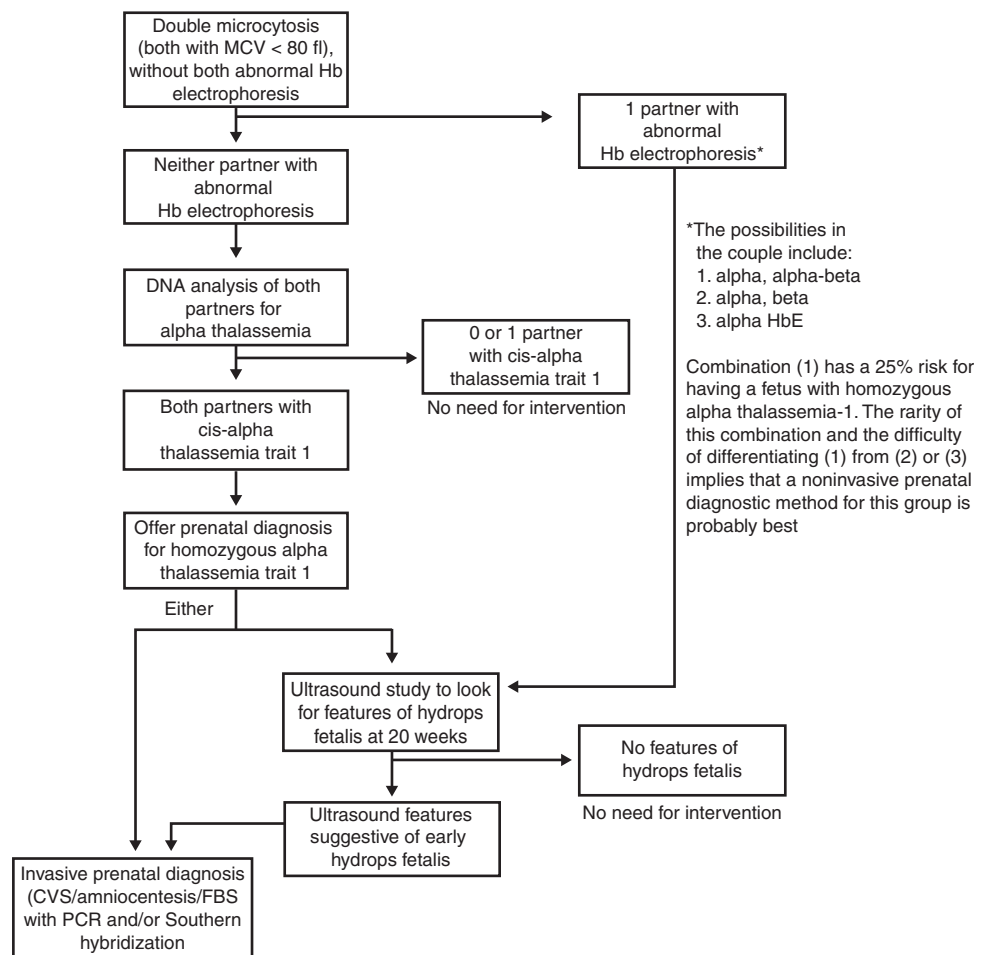 Double microcytosis
(both with MCV < 80 fl),
without both abnormal Hb
electrophoresis
1 partner with
abnormal
Hb electrophoresis*
Neither partner with
abnormal
Hb electrophoresis
*The possibilities in
the couple include:
1. alpha, alpha-beta
2. alpha, beta
3. alpha HbE
DNA analysis of both
partners for
alpha thalassemia
0 or 1 partner
with cis-alpha
thalassemia trait 1
No need for intervention
Combination (1) has a 25% risk for
having a fetus with homozygous
alpha thalassemia-1. The rarity of
this combination and the difficulty
of differentiating (1) from (2) or (3)
implies that a noninvasive prenatal
diagnostic method for this group is
probably best
Both partners with
cis-alpha
thalassemia trait 1
Offer prenatal diagnosis
for homozygous alpha
thalassemia trait 1
Either
Ultrasound study to look
for features of hydrops
fetalis at 20 weeks
No features of
hydrops fetalis
No need for intervention
Ultrasound features
suggestive of early
hydrops fetalis
Invasive prenatal diagnosis
(CVS/amniocentesis/FBS
with PCR and/or Southern
hybridization